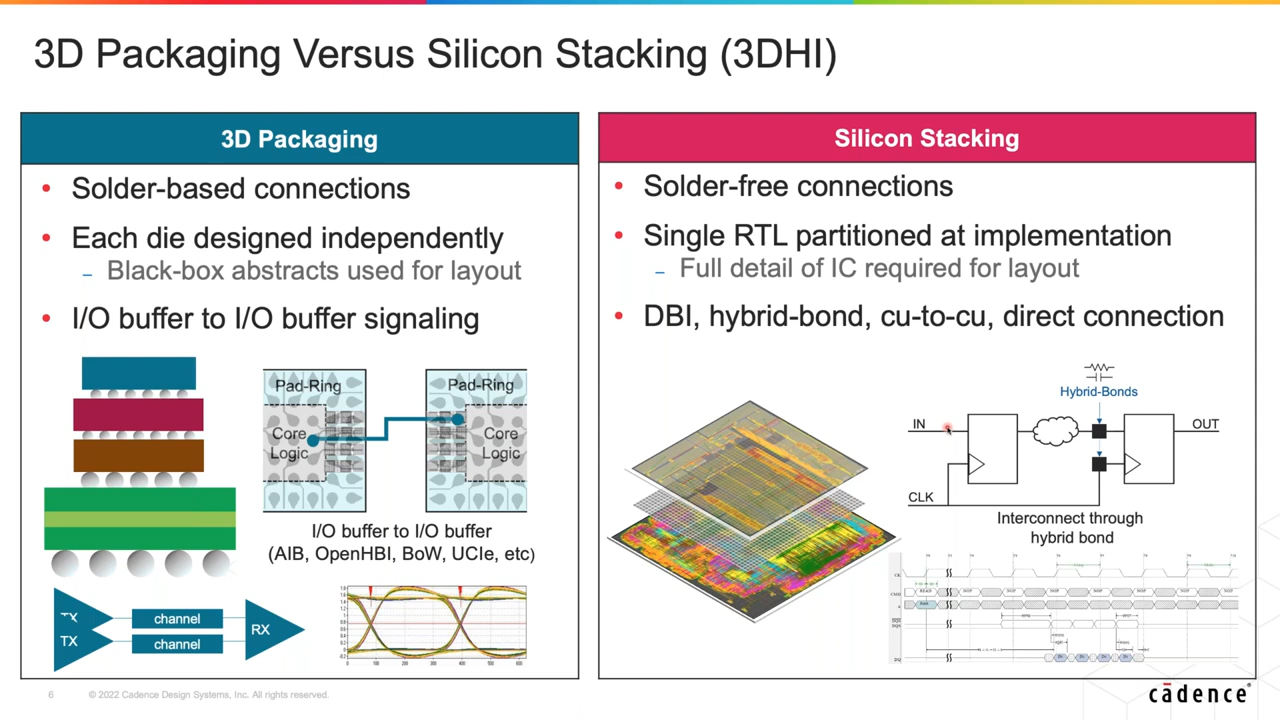 3D Packaging Versus Silicon Stacking (3DHI)
3D Packaging
• Solder-based connections
• Each die designed independently
– Black-box abstracts used for layout
• I/O buffer to I/O buffer signaling
Pad-Ring
Core
Logic
Pad-Ring
Core
Logic
I/O buffer to I/O buffer
(AIB, OpenHBI, BoW, UCIe, etc)
TX
TX
channel
channel
RX
Silicon Stacking
• Solder-free connections
• Single RTL partitioned at implementation
– Full detail of IC required for layout
• DBI, hybrid-bond, cu-to-cu, direct connection
Hybrid-Bonds
IN
OUT
CLK
Interconnect through
hybrid bond
6
© 2022 Cadence Design Systems, Inc. All rights reserved.
cādence®